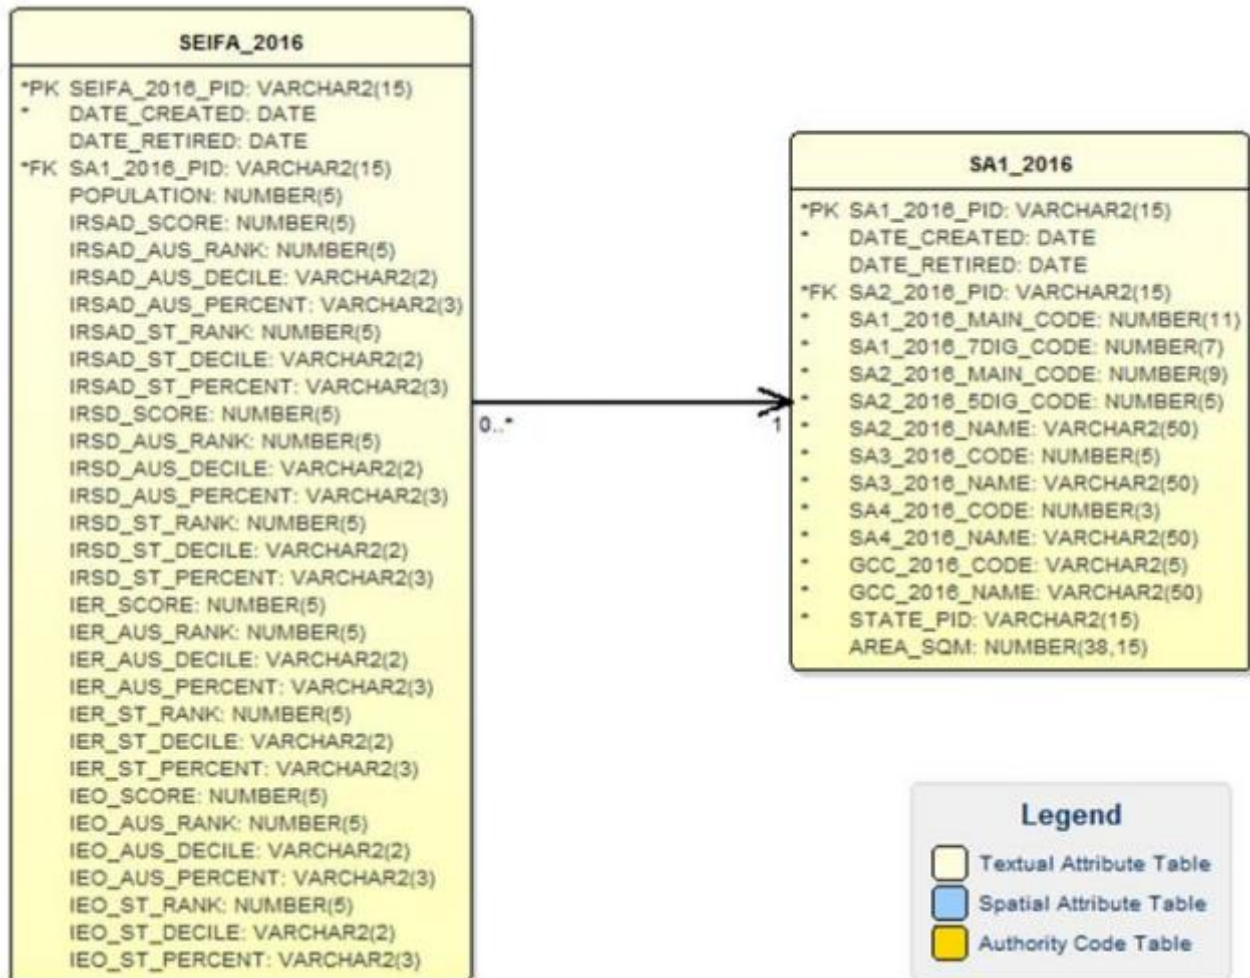 SEIFA_2016
*PK SEIFA_2016_PID: VARCHAR2(15)
* DATE_CREATED: DATE
DATE_RETIRED: DATE
*FK SA1_2016_PID: VARCHAR2(15)
POPULATION: NUMBER(5)
IRSAD_SCORE: NUMBER(5)
IRSAD_AUS_RANK: NUMBER(5)
IRSAD_AUS_DECILE: VARCHAR2(2)
IRSAD_AUS_PERCENT: VARCHAR2(3)
IRSAD_ST_RANK: NUMBER(5)
IRSAD_ST_DECILE: VARCHAR2(2)
IRSAD_ST_PERCENT: VARCHAR2(3)
IRSD_SCORE: NUMBER(5)
IRSD_AUS_RANK: NUMBER(5)
IRSD_AUS_DECILE: VARCHAR2(2)
IRSD_AUS_PERCENT: VARCHAR2(3)
IRSD_ST_RANK: NUMBER(5)
IRSD_ST_DECILE: VARCHAR2(2)
IRSD_ST_PERCENT: VARCHAR2(3)
IER_SCORE: NUMBER(5)
IER_AUS_RANK: NUMBER(5)
IER_AUS_DECILE: VARCHAR2(2)
IER_AUS_PERCENT: VARCHAR2(3)
IER_ST_RANK: NUMBER(5)
IER_ST_DECILE: VARCHAR2(2)
IER_ST_PERCENT: VARCHAR2(3)
IEO_SCORE: NUMBER(5)
IEO_AUS_RANK: NUMBER(5)
IEO_AUS_DECILE: VARCHAR2(2)
IEO_AUS_PERCENT: VARCHAR2(3)
IEO_ST_RANK: NUMBER(5)
IEO_ST_DECILE: VARCHAR2(2)
IEO_ST_PERCENT: VARCHAR2(3)
0..*
1
SA1_2016
*PK SA1_2016_PID: VARCHAR2(15)
* DATE_CREATED: DATE
DATE_RETIRED: DATE
*FK SA2_2016_PID: VARCHAR2(15)
* SA1_2016_MAIN_CODE: NUMBER(11)
* SA1_2016_7DIG_CODE: NUMBER(7)
* SA2_2016_MAIN_CODE: NUMBER(9)
* SA2_2016_5DIG_CODE: NUMBER(5)
* SA2_2016_NAME: VARCHAR2(50)
* SA3_2016_CODE: NUMBER(5)
* SA3_2016_NAME: VARCHAR2(50)
* SA4_2016_CODE: NUMBER(3)
* SA4_2016_NAME: VARCHAR2(50)
* GCC_2016_CODE: VARCHAR2(5)
* GCC_2016_NAME: VARCHAR2(50)
* STATE_PID: VARCHAR2(15)
AREA_SQM: NUMBER(38,15)
Legend
Textual Attribute Table
Spatial Attribute Table
Authority Code Table